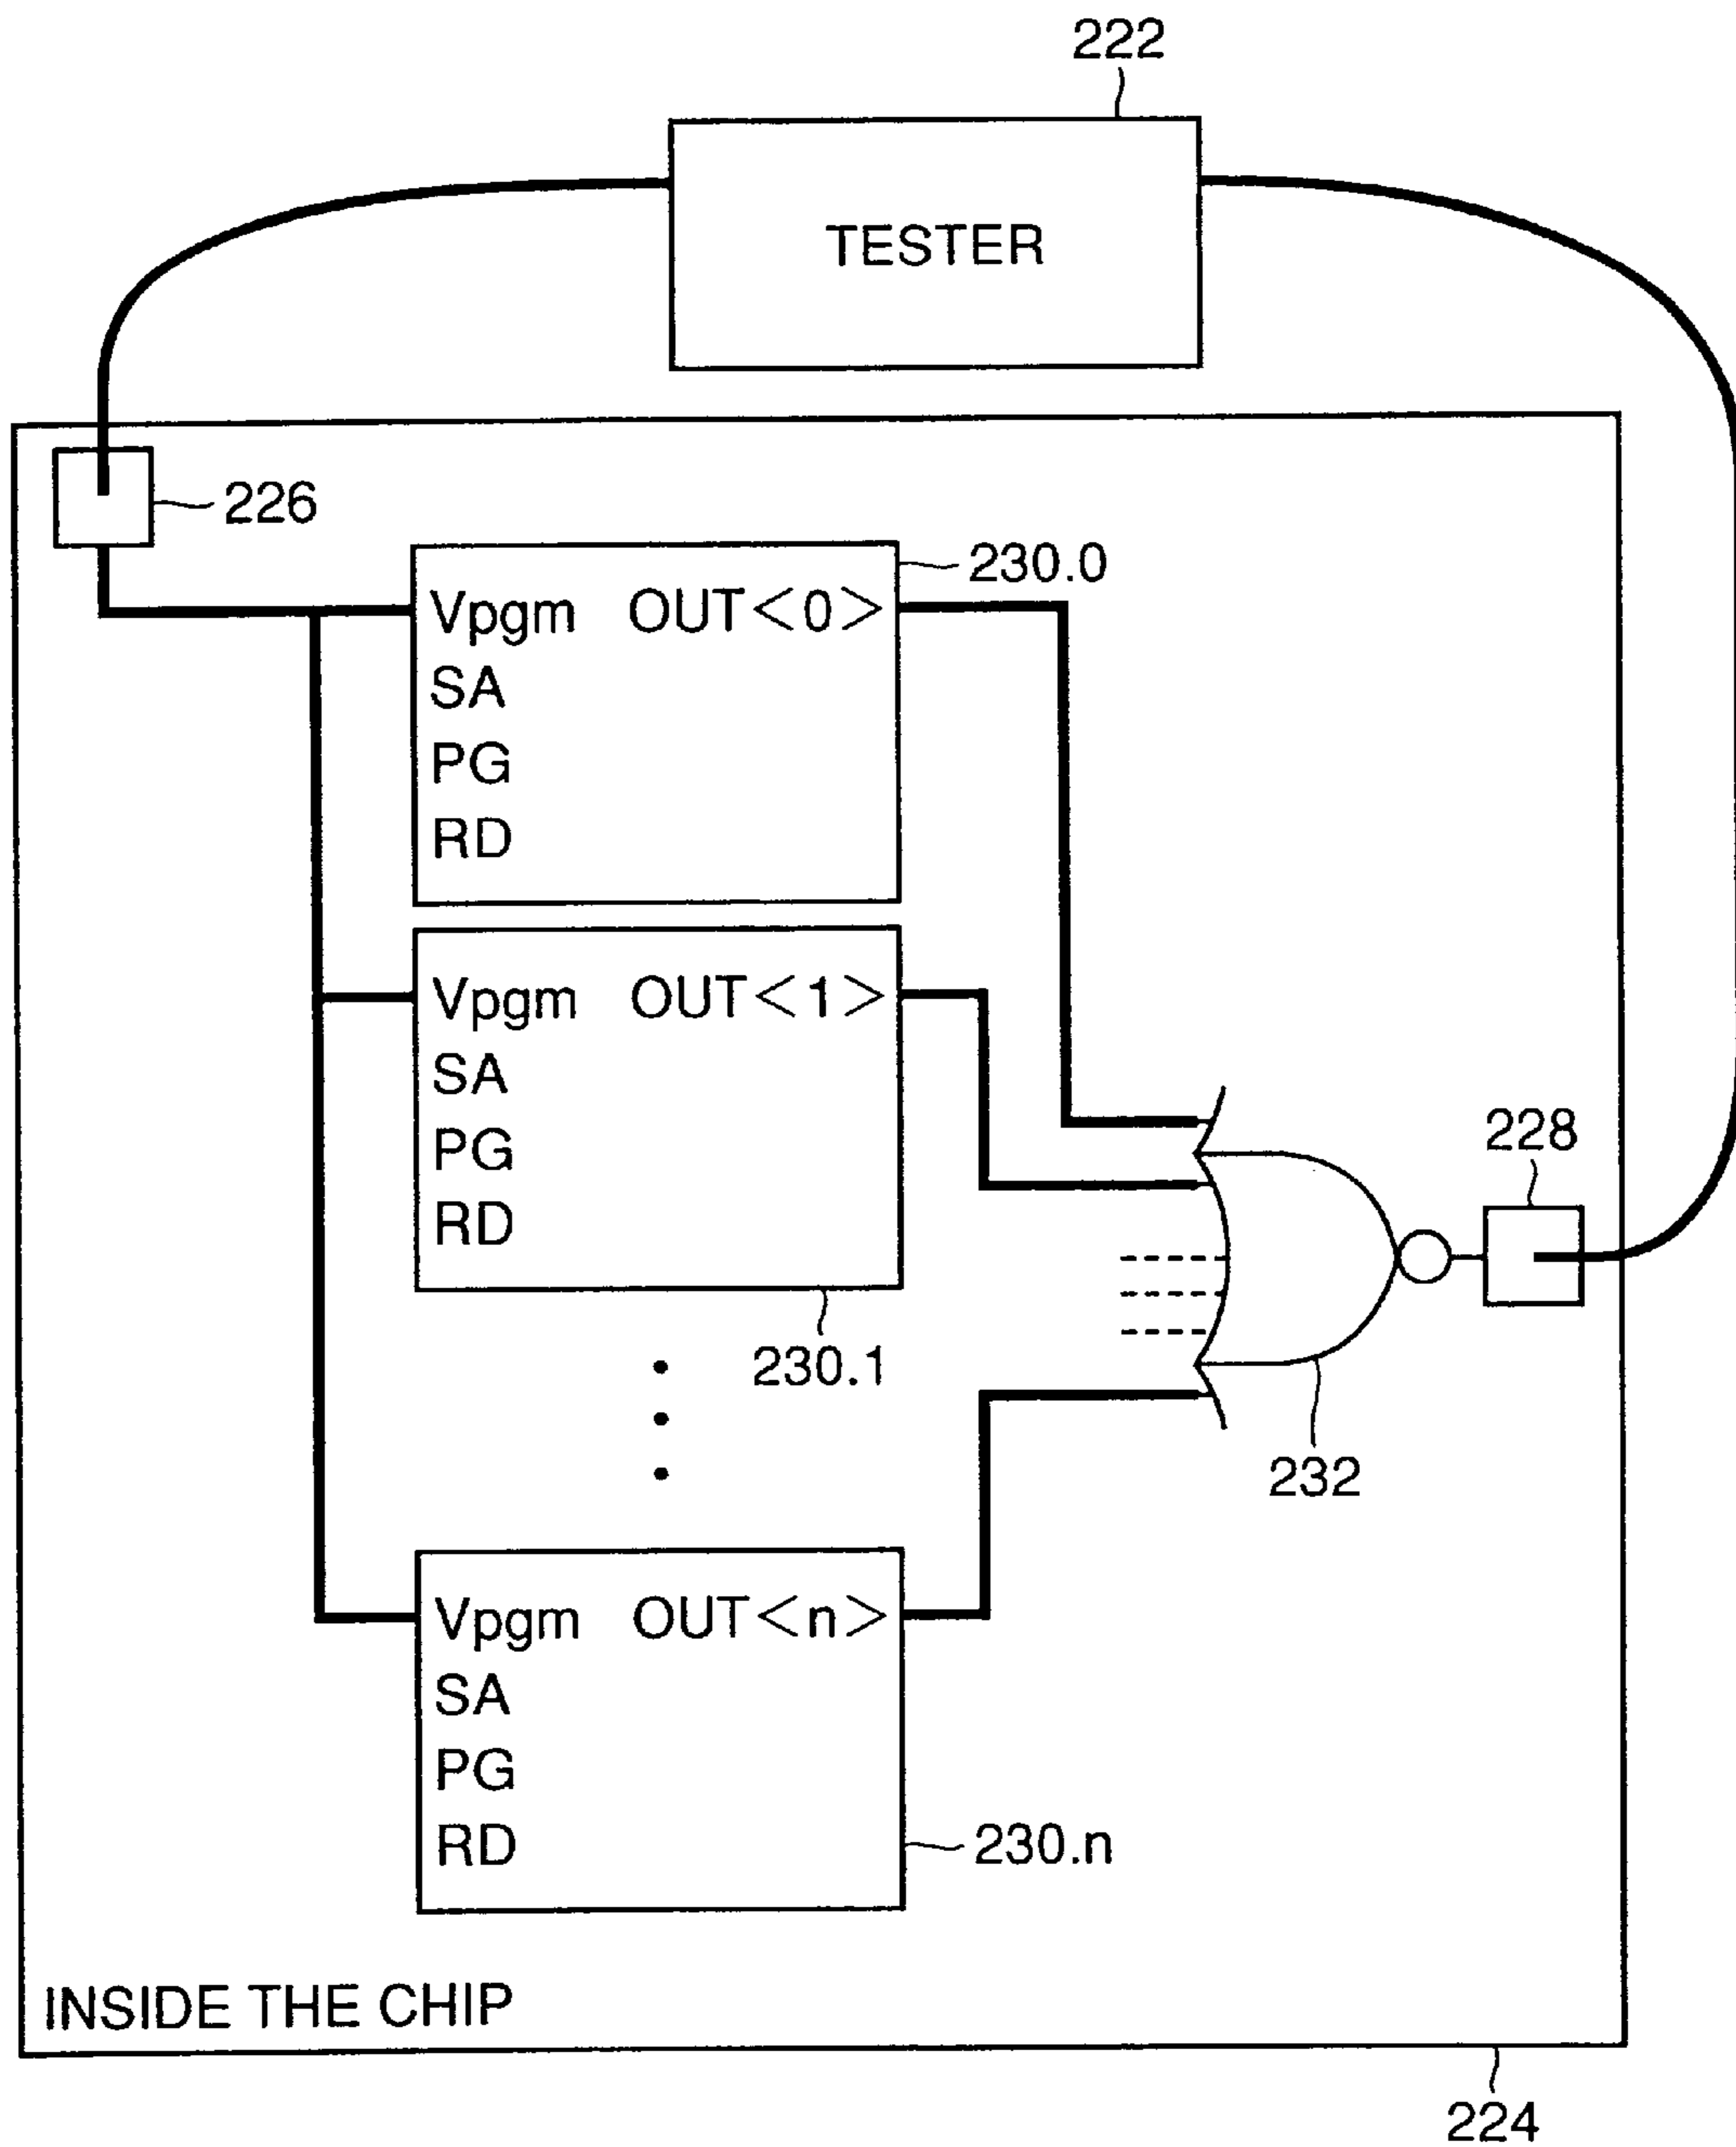 222
TESTER
226
230.0
Vpgm OUT<0>
SA
PG
RD
Vpgm OUT<1>
SA
PG
RD
230.1
228
232
Vpgm OUT<n>
SA
PG
RD
230.n
INSIDE THE CHIP
224